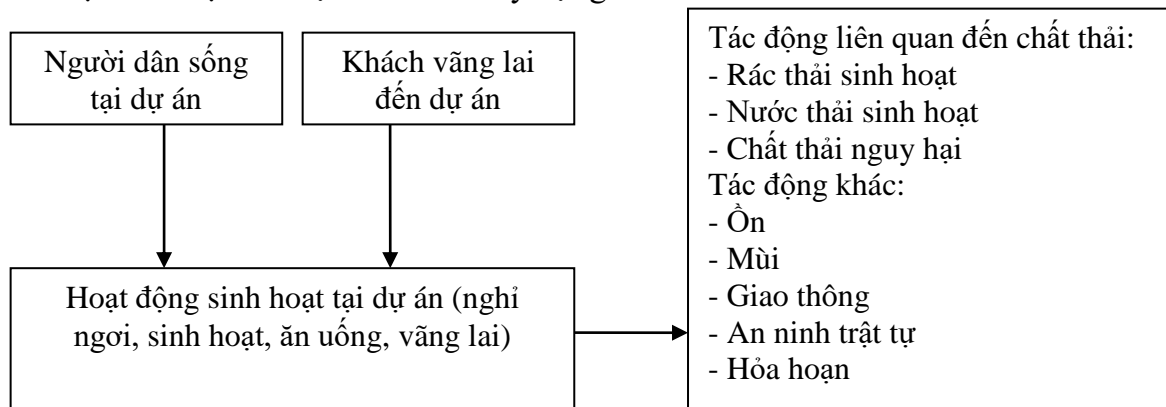 Người dân sống
tại dự án
Khách vãng lai
đến dự án
Hoạt động sinh hoạt tại dự án (nghỉ
ngơi, sinh hoạt, ăn uống, vãng lai)
Tác động liên quan đến chất thải:
- Rác thải sinh hoạt
- Nước thải sinh hoạt
- Chất thải nguy hại
Tác động khác:
- Ồn
- Mùi
- Giao thông
- An ninh trật tự
- Hỏa hoạn